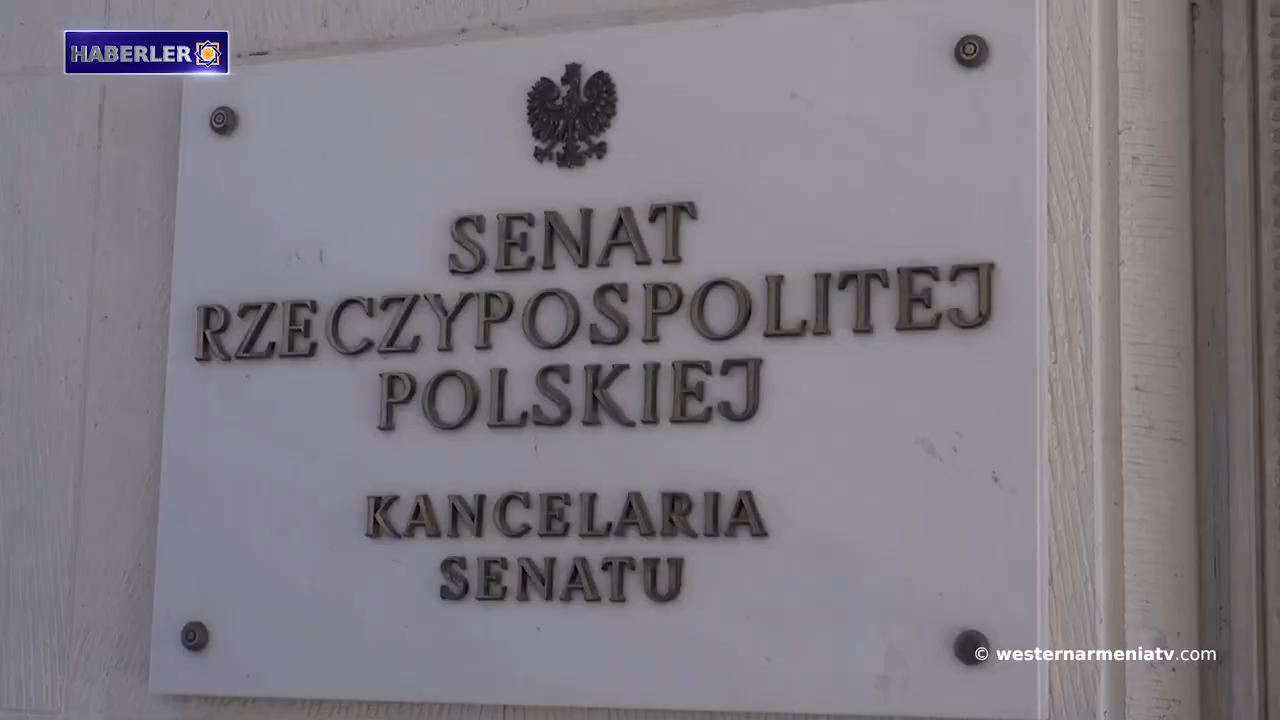 HABERLER
SENAT
RZECZYPOSPOLITEJ
POLSKIEJ
KANCELARIA
SENATU
© westernarmeniatv.com